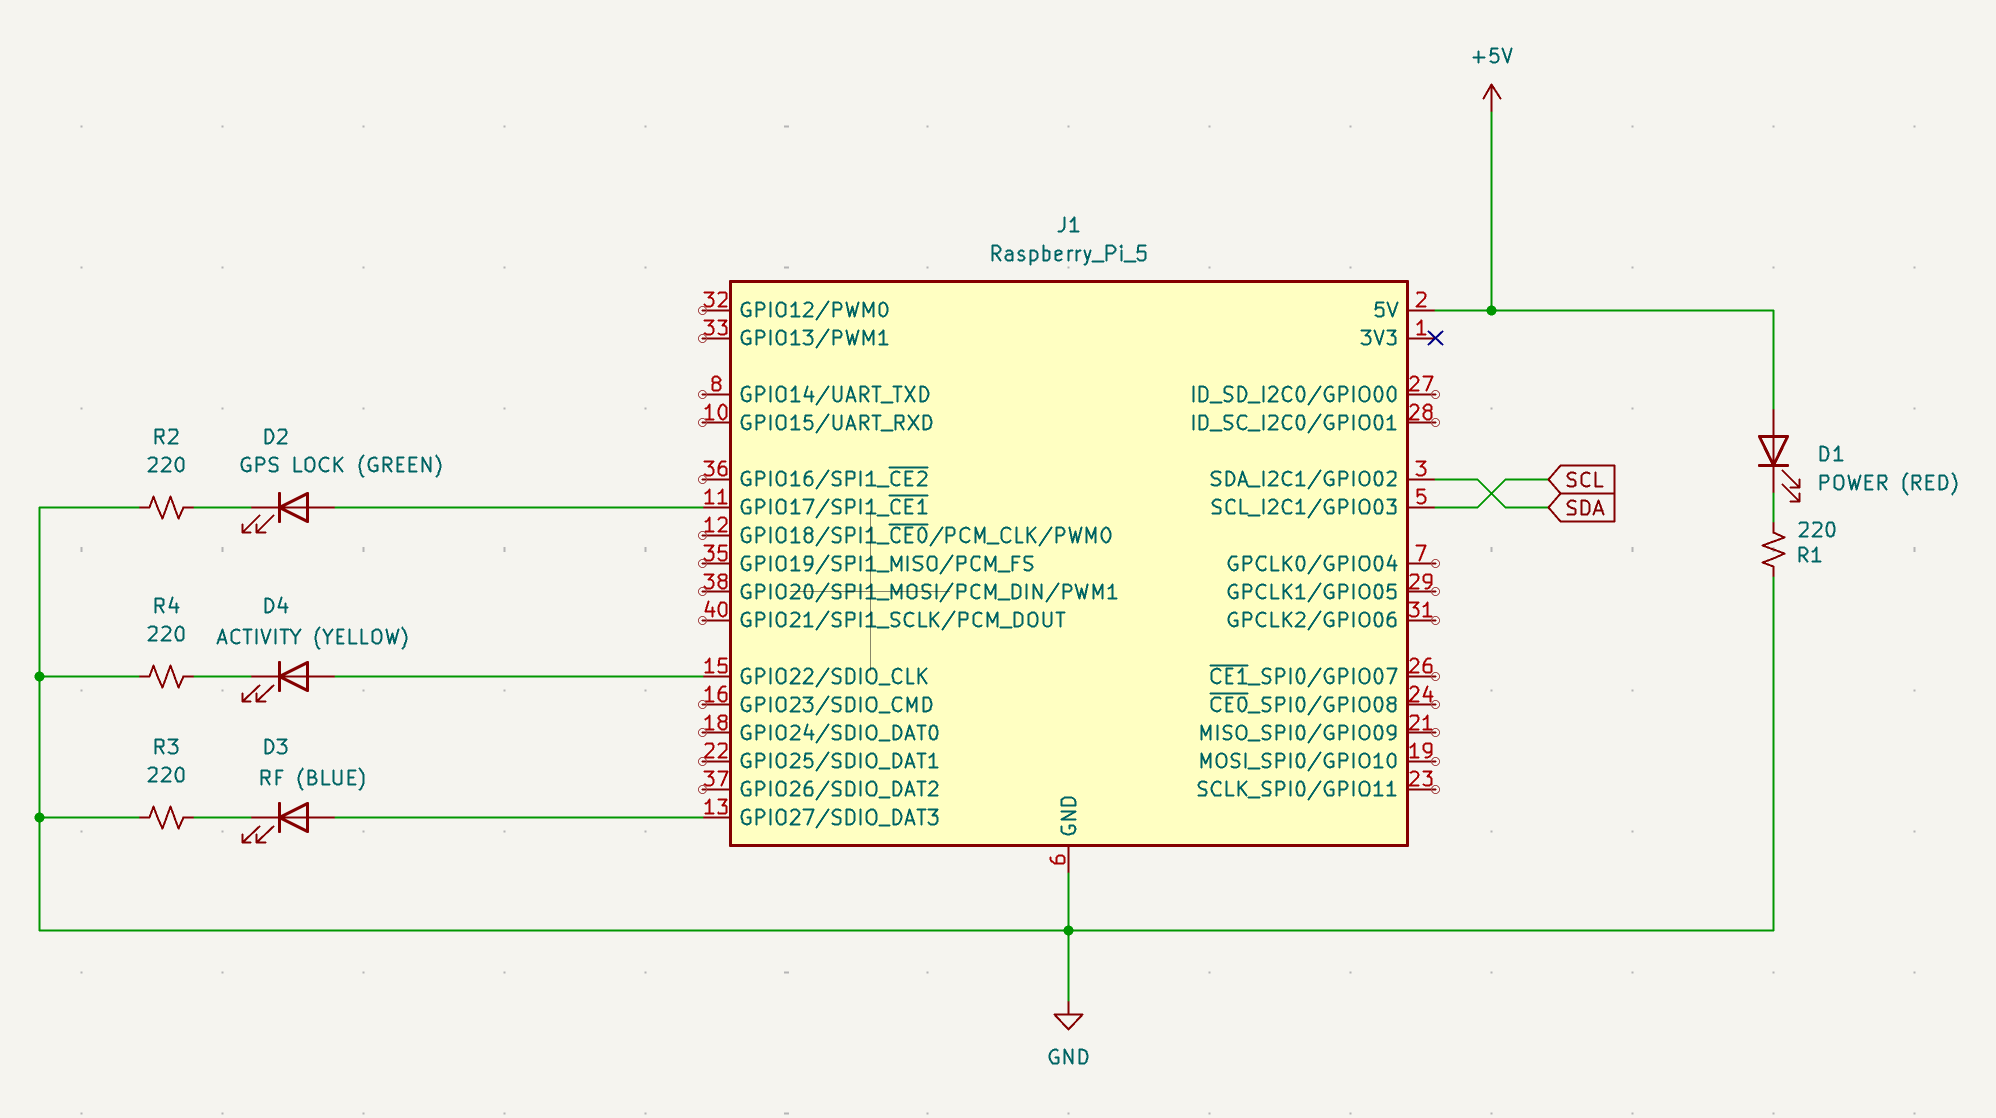 +5V
J1
Raspberry_Pi_5
32 GPIO12/PWM0
33 GPIO13/PWM1
8 GPIO14/UART_TXD
10 GPIO15/UART_RXD
36 GPIO16/SPI1_CE2
11 GPIO17/SPI1_CE1
12 GPIO18/SPI1_CE0/PCM_CLK/PWM0
35 GPIO19/SPI1_MISO/PCM_FS
38 GPIO20/SPI1_MOSI/PCM_DIN/PWM1
40 GPIO21/SPI1_SCLK/PCM_DOUT
15 GPIO22/SDIO_CLK
16 GPIO23/SDIO_CMD
18 GPIO24/SDIO_DAT0
22 GPIO25/SDIO_DAT1
37 GPIO26/SDIO_DAT2
13 GPIO27/SDIO_DAT3
5V 2
3V3 1
ID_SD_I2C0/GPIO00 27
ID_SC_I2C0/GPIO01 28
SDA_I2C1/GPIO02 3
SCL_I2C1/GPIO03 5
GPCLK0/GPIO04 7
GPCLK1/GPIO05 29
GPCLK2/GPIO06 31
CE1_SPI0/GPIO07 26
CE0_SPI0/GPIO08 24
MISO_SPI0/GPIO09 21
MOSI_SPI0/GPIO10 19
SCLK_SPI0/GPIO11 23
GND
6
R2
220
D2
GPS LOCK (GREEN)
R4
220
D4
ACTIVITY (YELLOW)
R3
220
D3
RF (BLUE)
SCL
SDA
D1
POWER (RED)
220
R1
GND